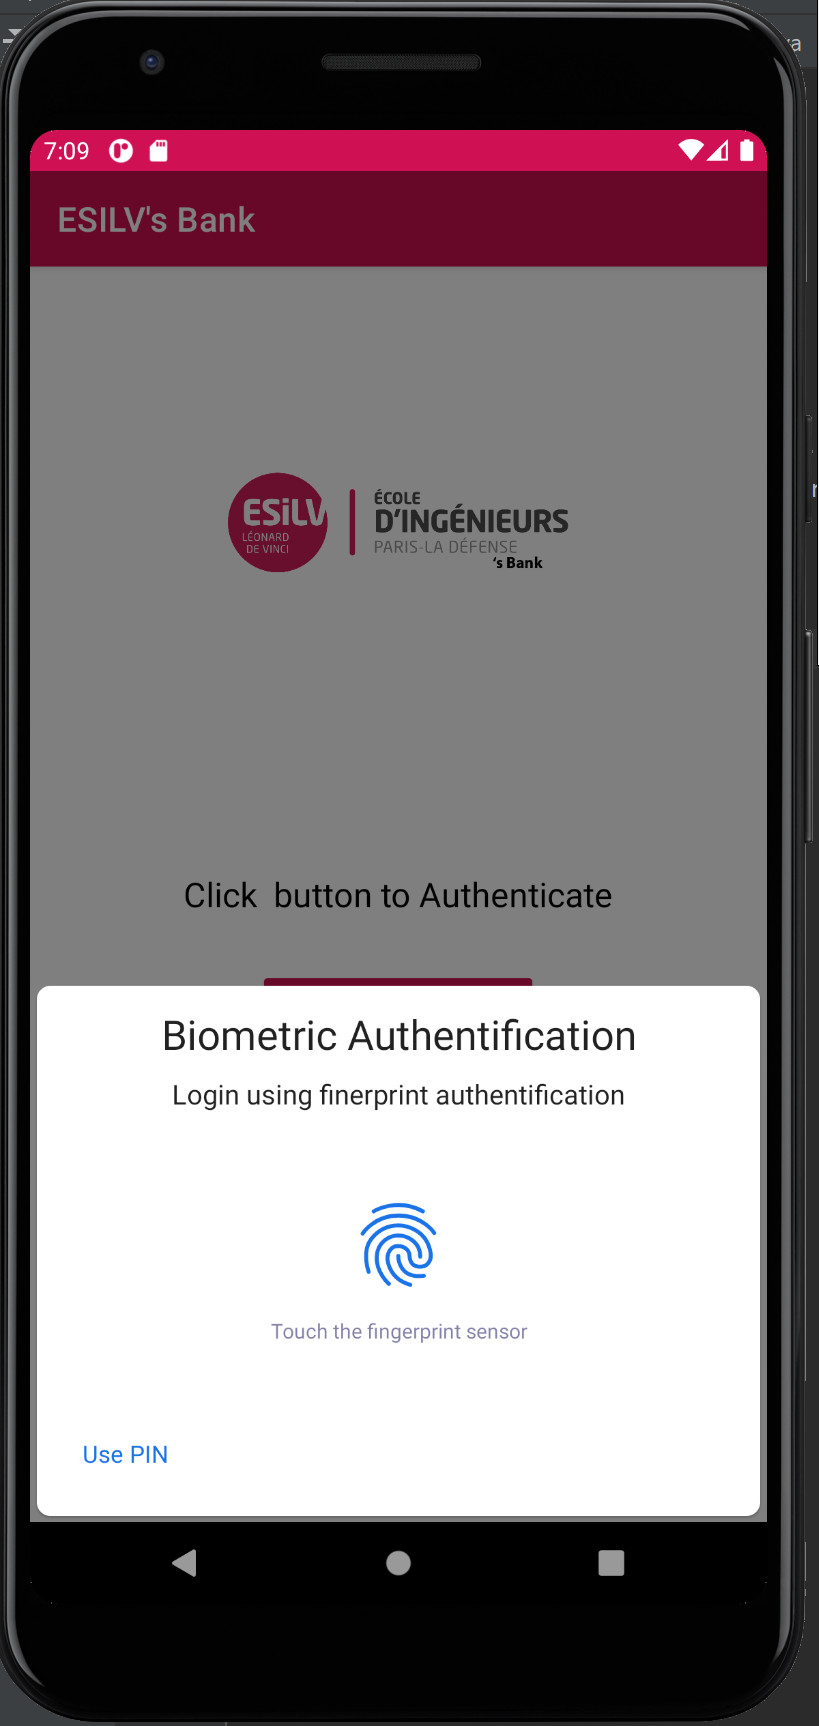 va
7:09
ESILV's Bank
ESiLV
LÉONARD
DE VINCI
ÉCOLE
D'INGÉNIEURS
PARIS-LA DÉFENSE
's Bank
Click  button to Authenticate
Biometric Authentification
Login using finerprint authentification
Touch the fingerprint sensor
Use PIN